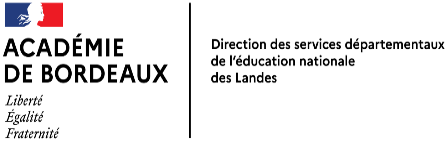 ACADÉMIE
DE BORDEAUX
Liberté
Égalité
Fraternité
Direction des services départementaux
de l'éducation nationale
des Landes